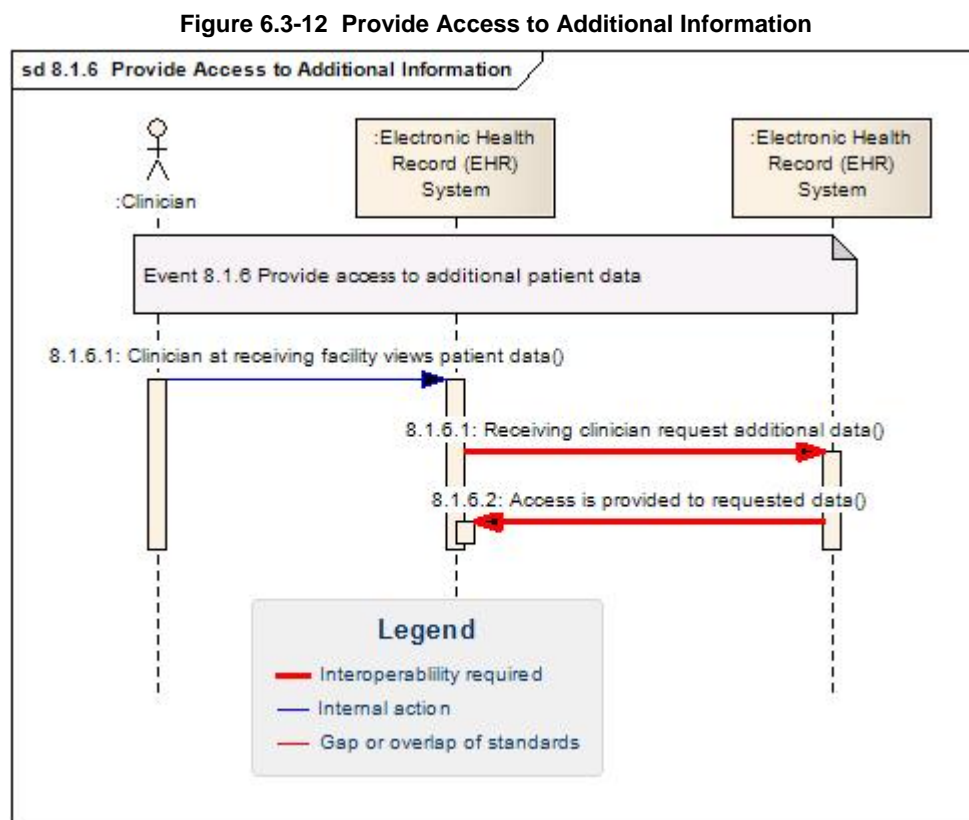 Figure 6.3-12 Provide Access to Additional Information
sd 8.1.6 Provide Access to Additional Information
:Clinician
:Electronic Health
Record (EHR)
System
:Electronic Health
Record (EHR)
System
Event 8.1.6 Provide access to additional patient data
8.1.6.1: Clinician at receiving facility views patient data()
8.1.6.1: Receiving clinician request additional data()
8.1.6.2: Access is provided to requested data()
Legend
Interoperablility required
Internal action
Gap or overlap of standards